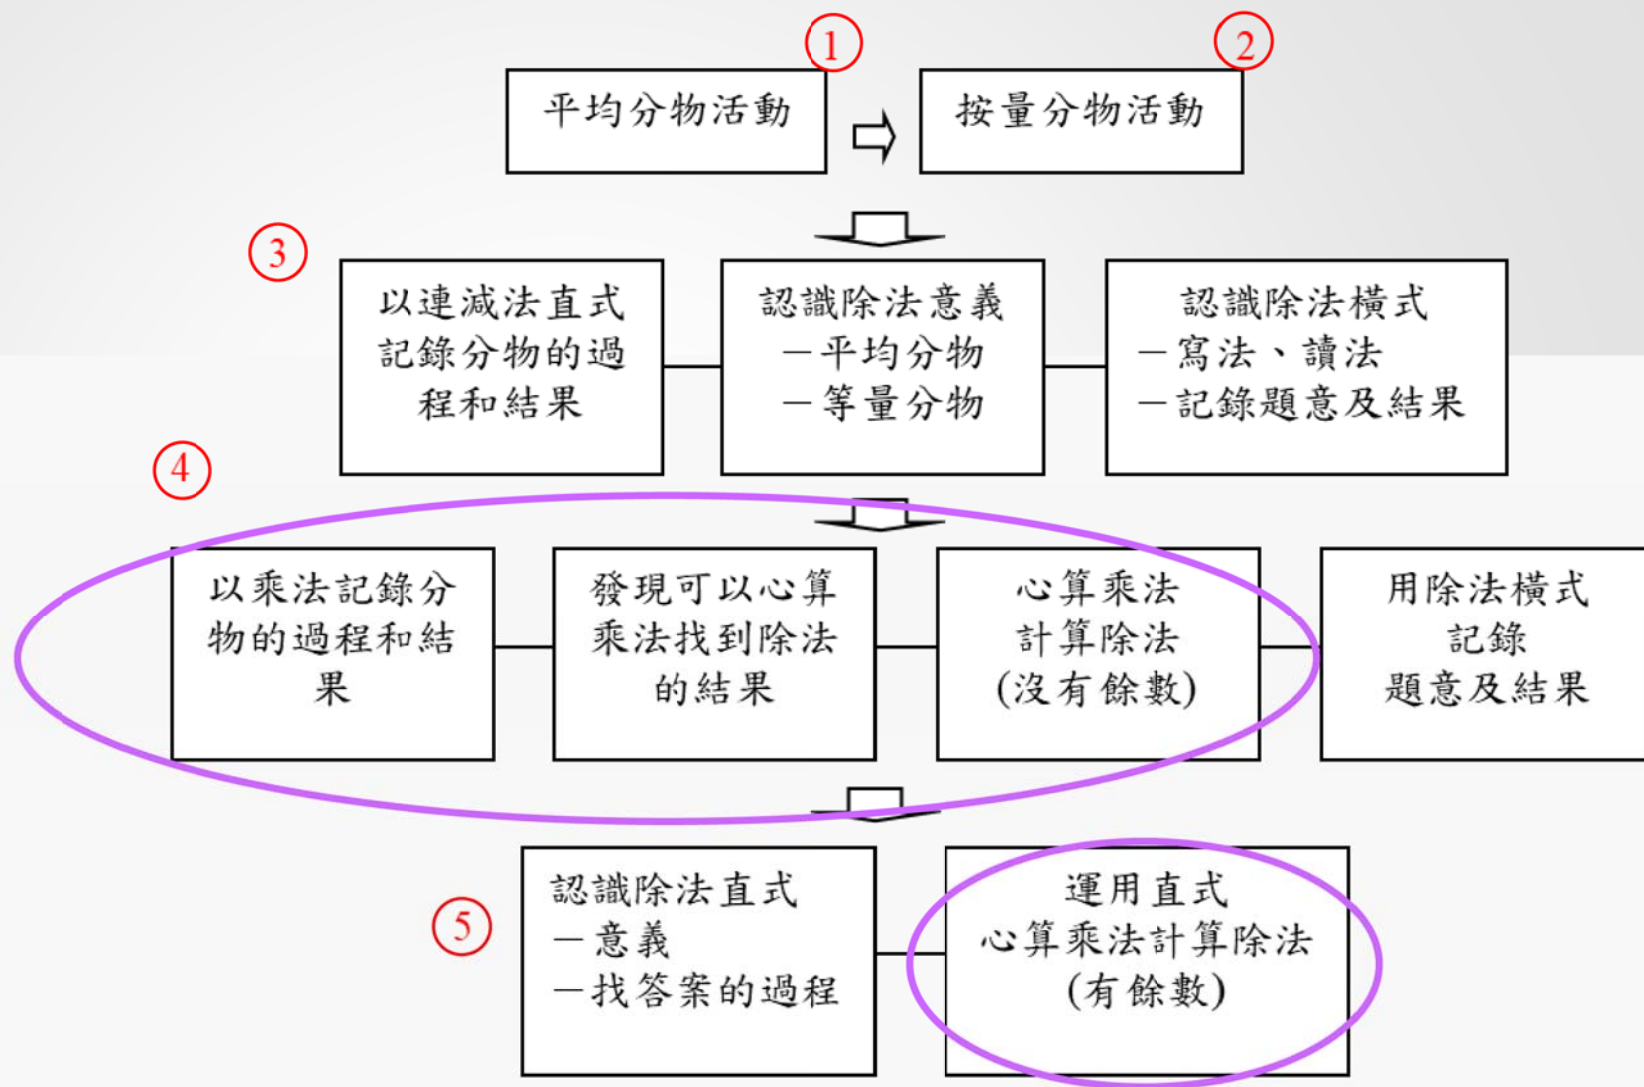 ①
②
平均分物活動
按量分物活動
③
以連減法直式
記錄分物的過
程和結果
認識除法意義
－平均分物
－等量分物
認識除法橫式
－寫法、讀法
－記錄題意及結果
④
以乘法記錄分
物的過程和結
果
發現可以心算
乘法找到除法
的結果
心算乘法
計算除法
(沒有餘數)
用除法橫式
記錄
題意及結果
⑤
認識除法直式
－意義
－找答案的過程
運用直式
心算乘法計算除法
(有餘數)